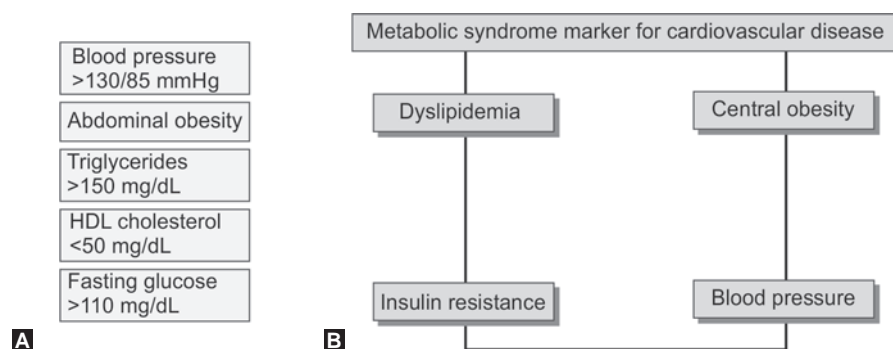 Blood pressure
>130/85 mmHg
Abdominal obesity
Triglycerides
>150 mg/dL
HDL cholesterol
<50 mg/dL
Fasting glucose
>110 mg/dL
A
Metabolic syndrome marker for cardiovascular disease
Dyslipidemia
Central obesity
Insulin resistance
Blood pressure
B